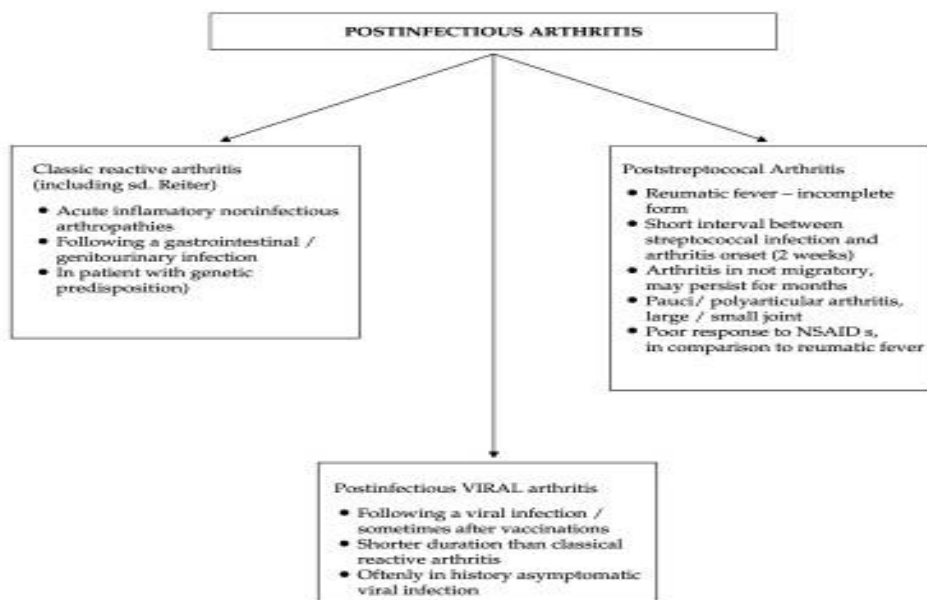 POSTINFECTIOUS ARTHRITIS
Classic reactive arthritis
(including sd. Reiter)
• Acute inflamatory noninfectious
arthropathies
• Following a gastrointestinal /
genitourinary infection
• In patient with genetic
predisposition)
Poststreptococal Arthritis
• Reumatic fever – incomplete
form
• Short interval between
streptococcal infection and
arthritis onset (2 weeks)
• Arthritis in not migratory,
may persist for months
• Pauci/ polyarticular arthritis,
large / small joint
• Poor response to NSAID s,
in comparison to reumatic fever
Postinfectious VIRAL arthritis
• Following a viral infection /
sometimes after vaccinations
• Shorter duration than classical
reactive arthritis
• Oftenly in history asymptomatic
viral infection